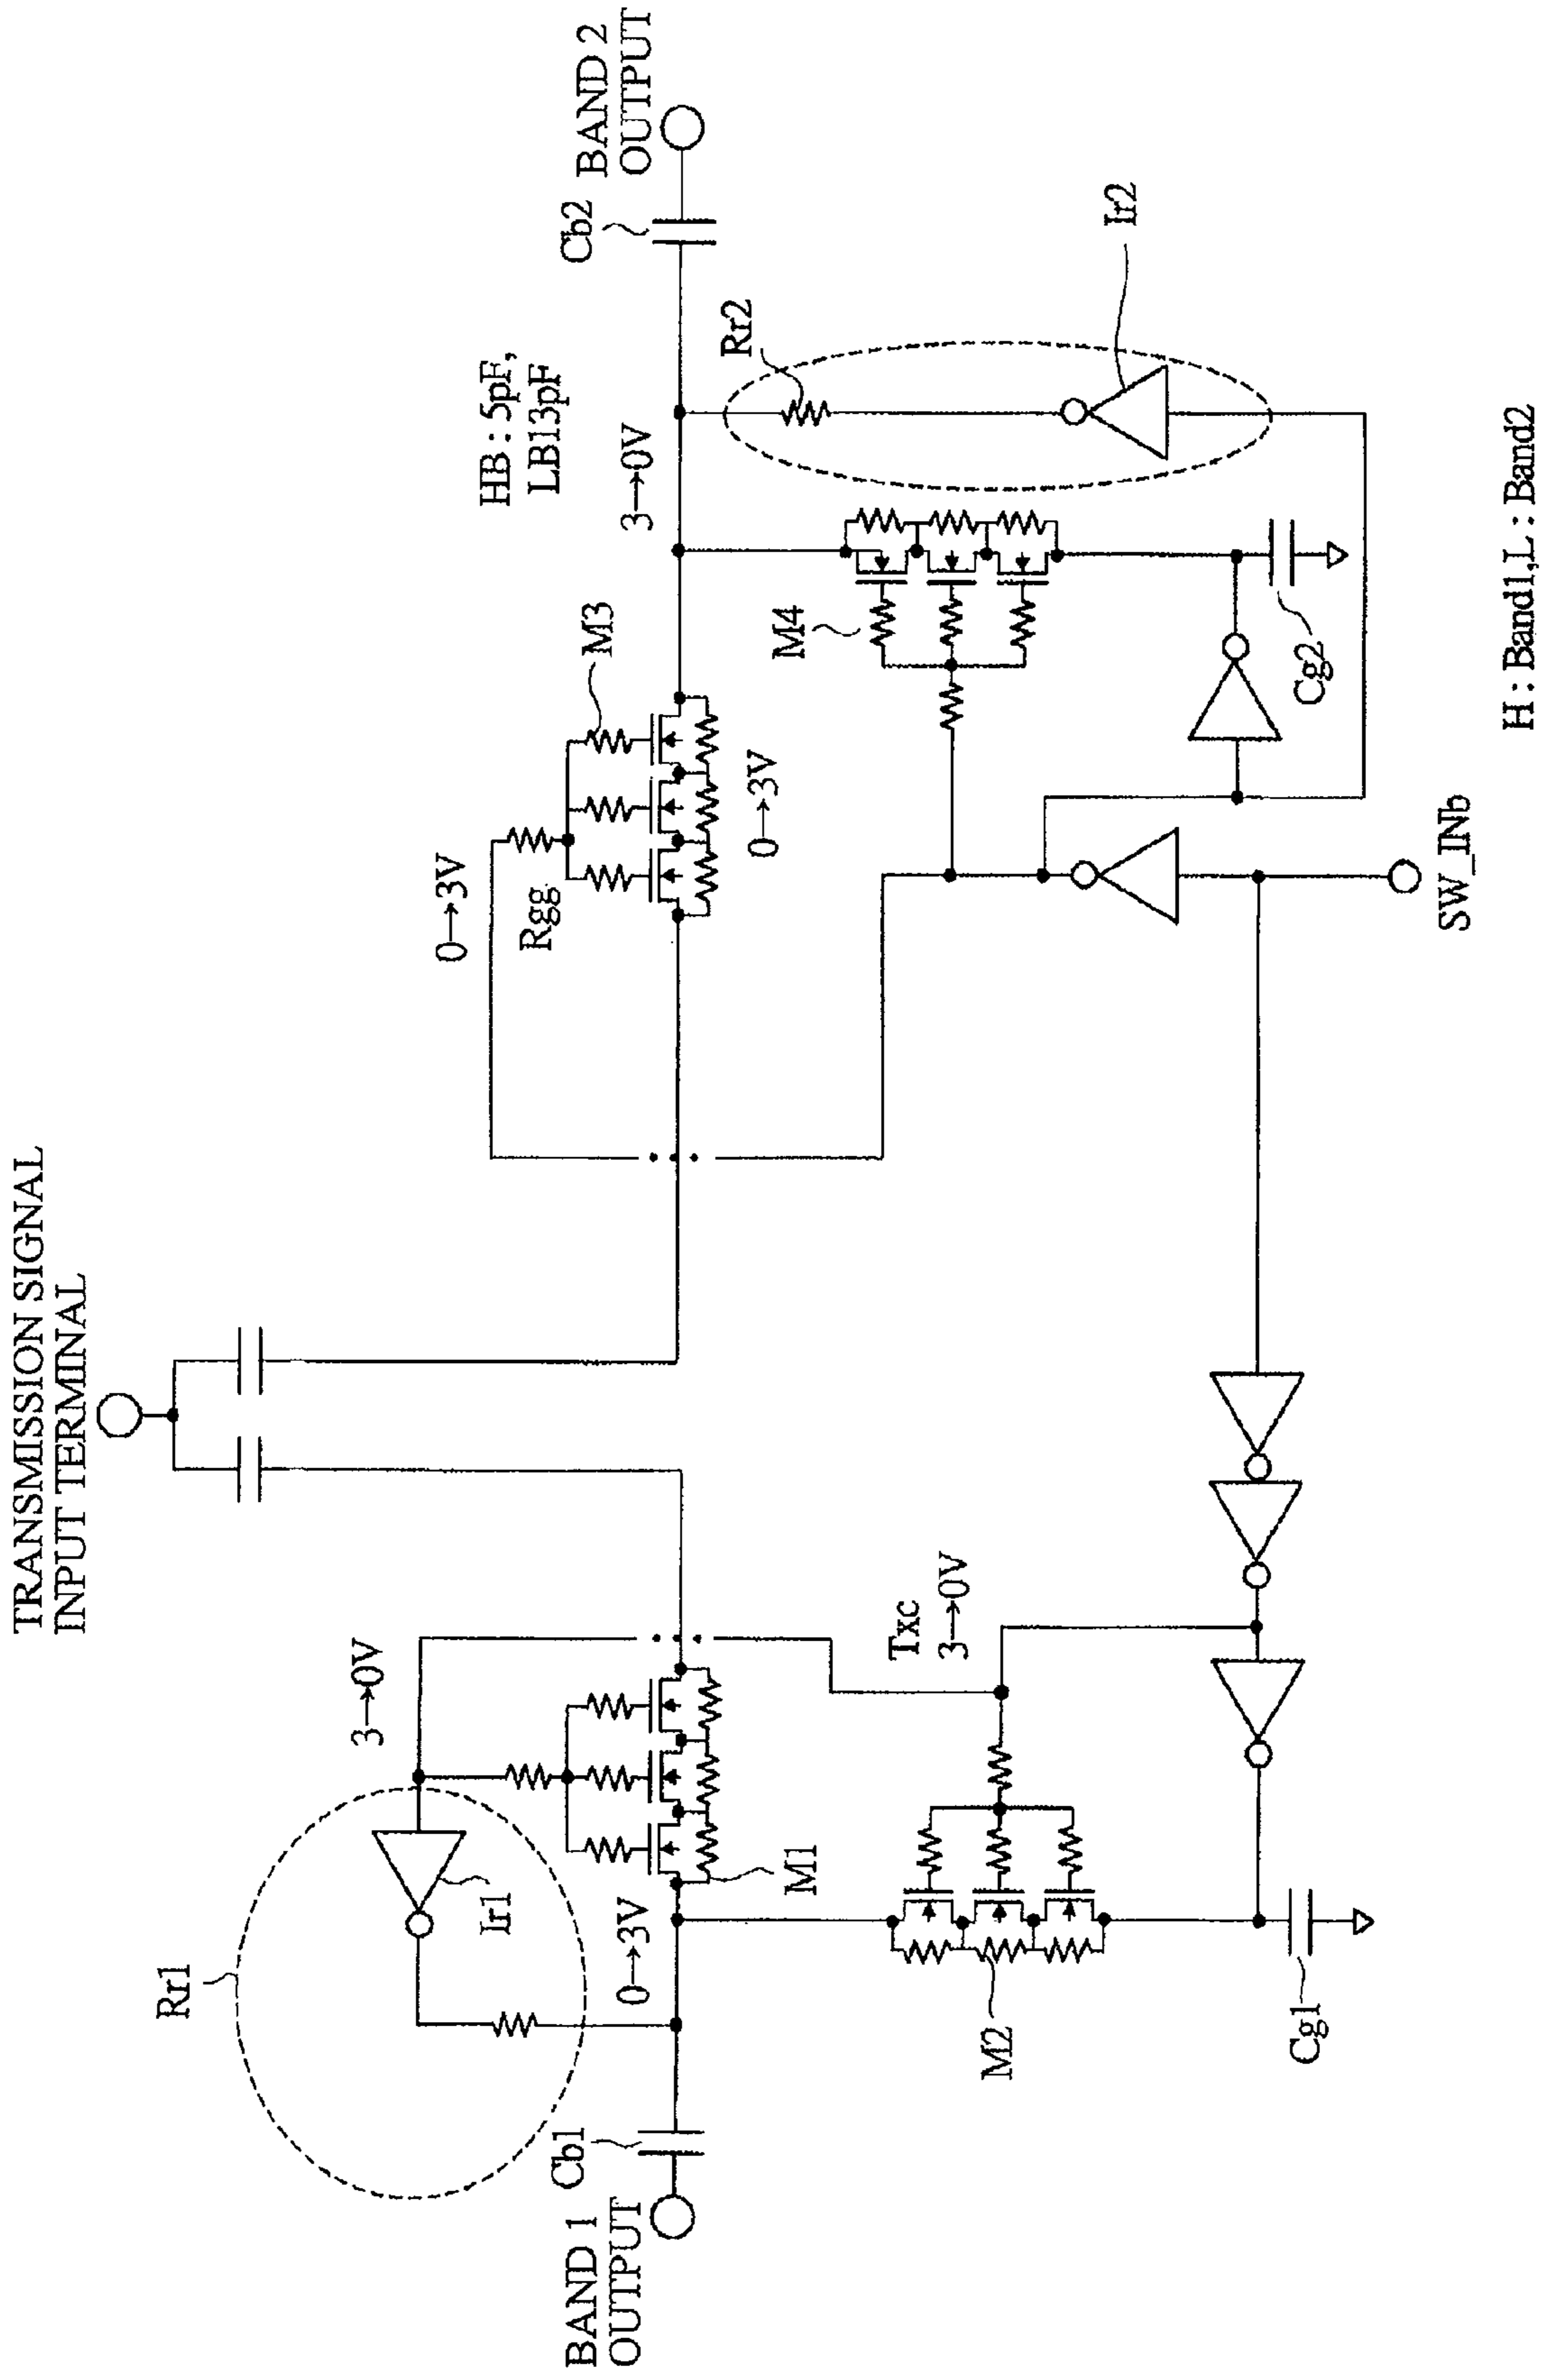 TRANSMISSION SIGNAL
INPUT TERMINAL
BAND 1
OUTPUT
Cb1
Rr1
Ir1
3→0V
0→3V
M1
M2
Cg1
Txc
3→0V
0→3V
Rgg
M3
0→3V
HB : 5pF,
LB13pF
3→0V
Cb2
BAND 2
OUTPUT
Rr2
Ir2
M4
Cg2
SW_INb
H : Band1,L : Band2